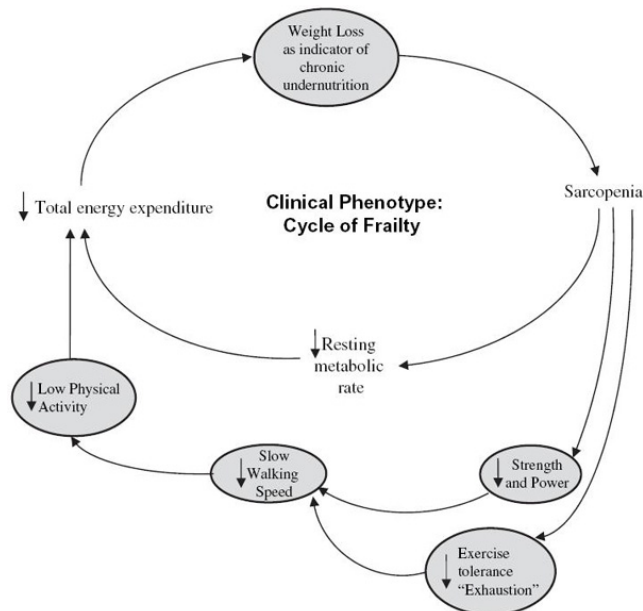 Weight Loss
as indicator of
chronic
undernutrition
↓ Total energy expenditure
Clinical Phenotype:
Cycle of Frailty
Sarcopenia
↓ Resting
metabolic
rate
↓ Low Physical
Activity
↓ Slow
Walking
Speed
↓ Strength
and Power
↓ Exercise
tolerance
“Exhaustion”